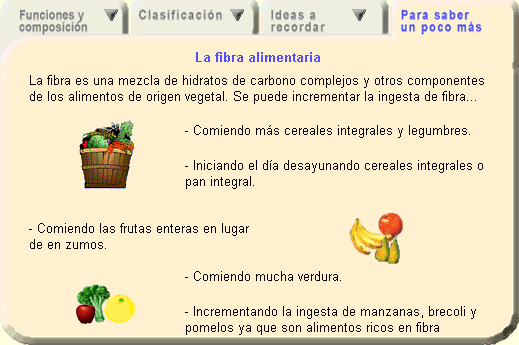 Funciones y
composición
Clasificación
Ideas a
recordar
Para saber
un poco más
La fibra alimentaria
La fibra es una mezcla de hidratos de carbono complejos y otros componentes
de los alimentos de origen vegetal. Se puede incrementar la ingesta de fibra...
- Comiendo más cereales integrales y legumbres.
- Iniciando el día desayunando cereales integrales o
pan integral.
- Comiendo las frutas enteras en lugar
de en zumos.
- Comiendo mucha verdura.
- Incrementando la ingesta de manzanas, brecoli y
pomelos ya que son alimentos ricos en fibra